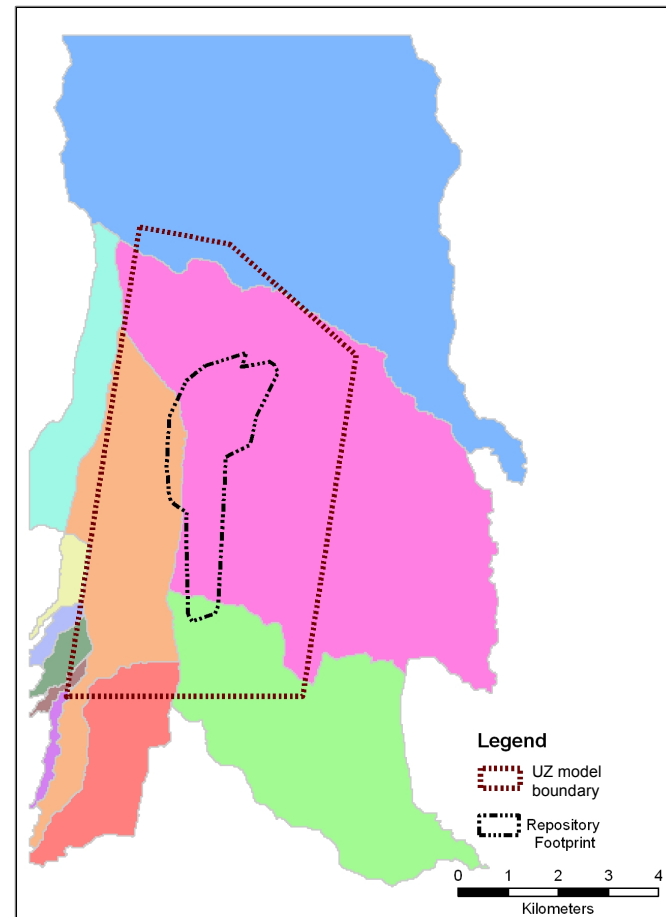 Legend
UZ model
boundary
Repository
Footprint
0 1 2 3 4
Kilometers